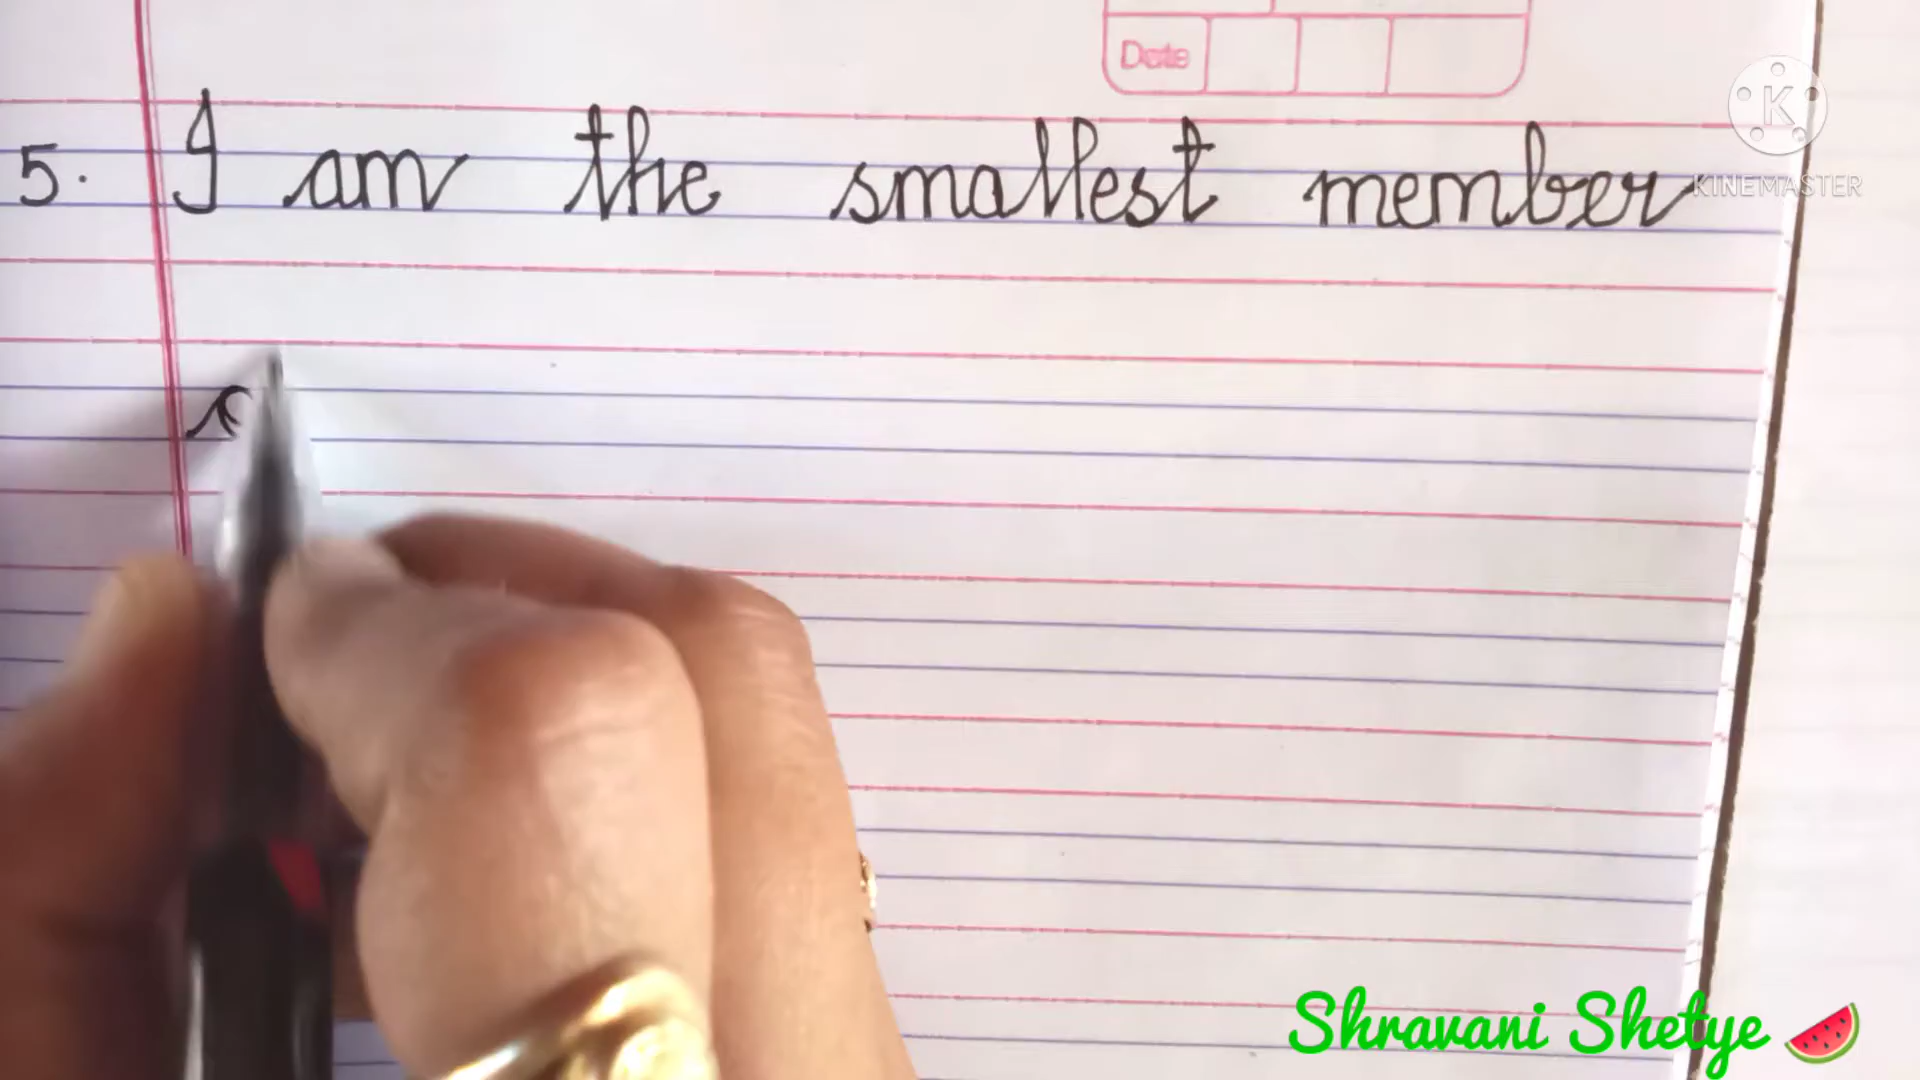 Date
K
KINEMASTER
5. I am the smallest member
Shravani Shetye